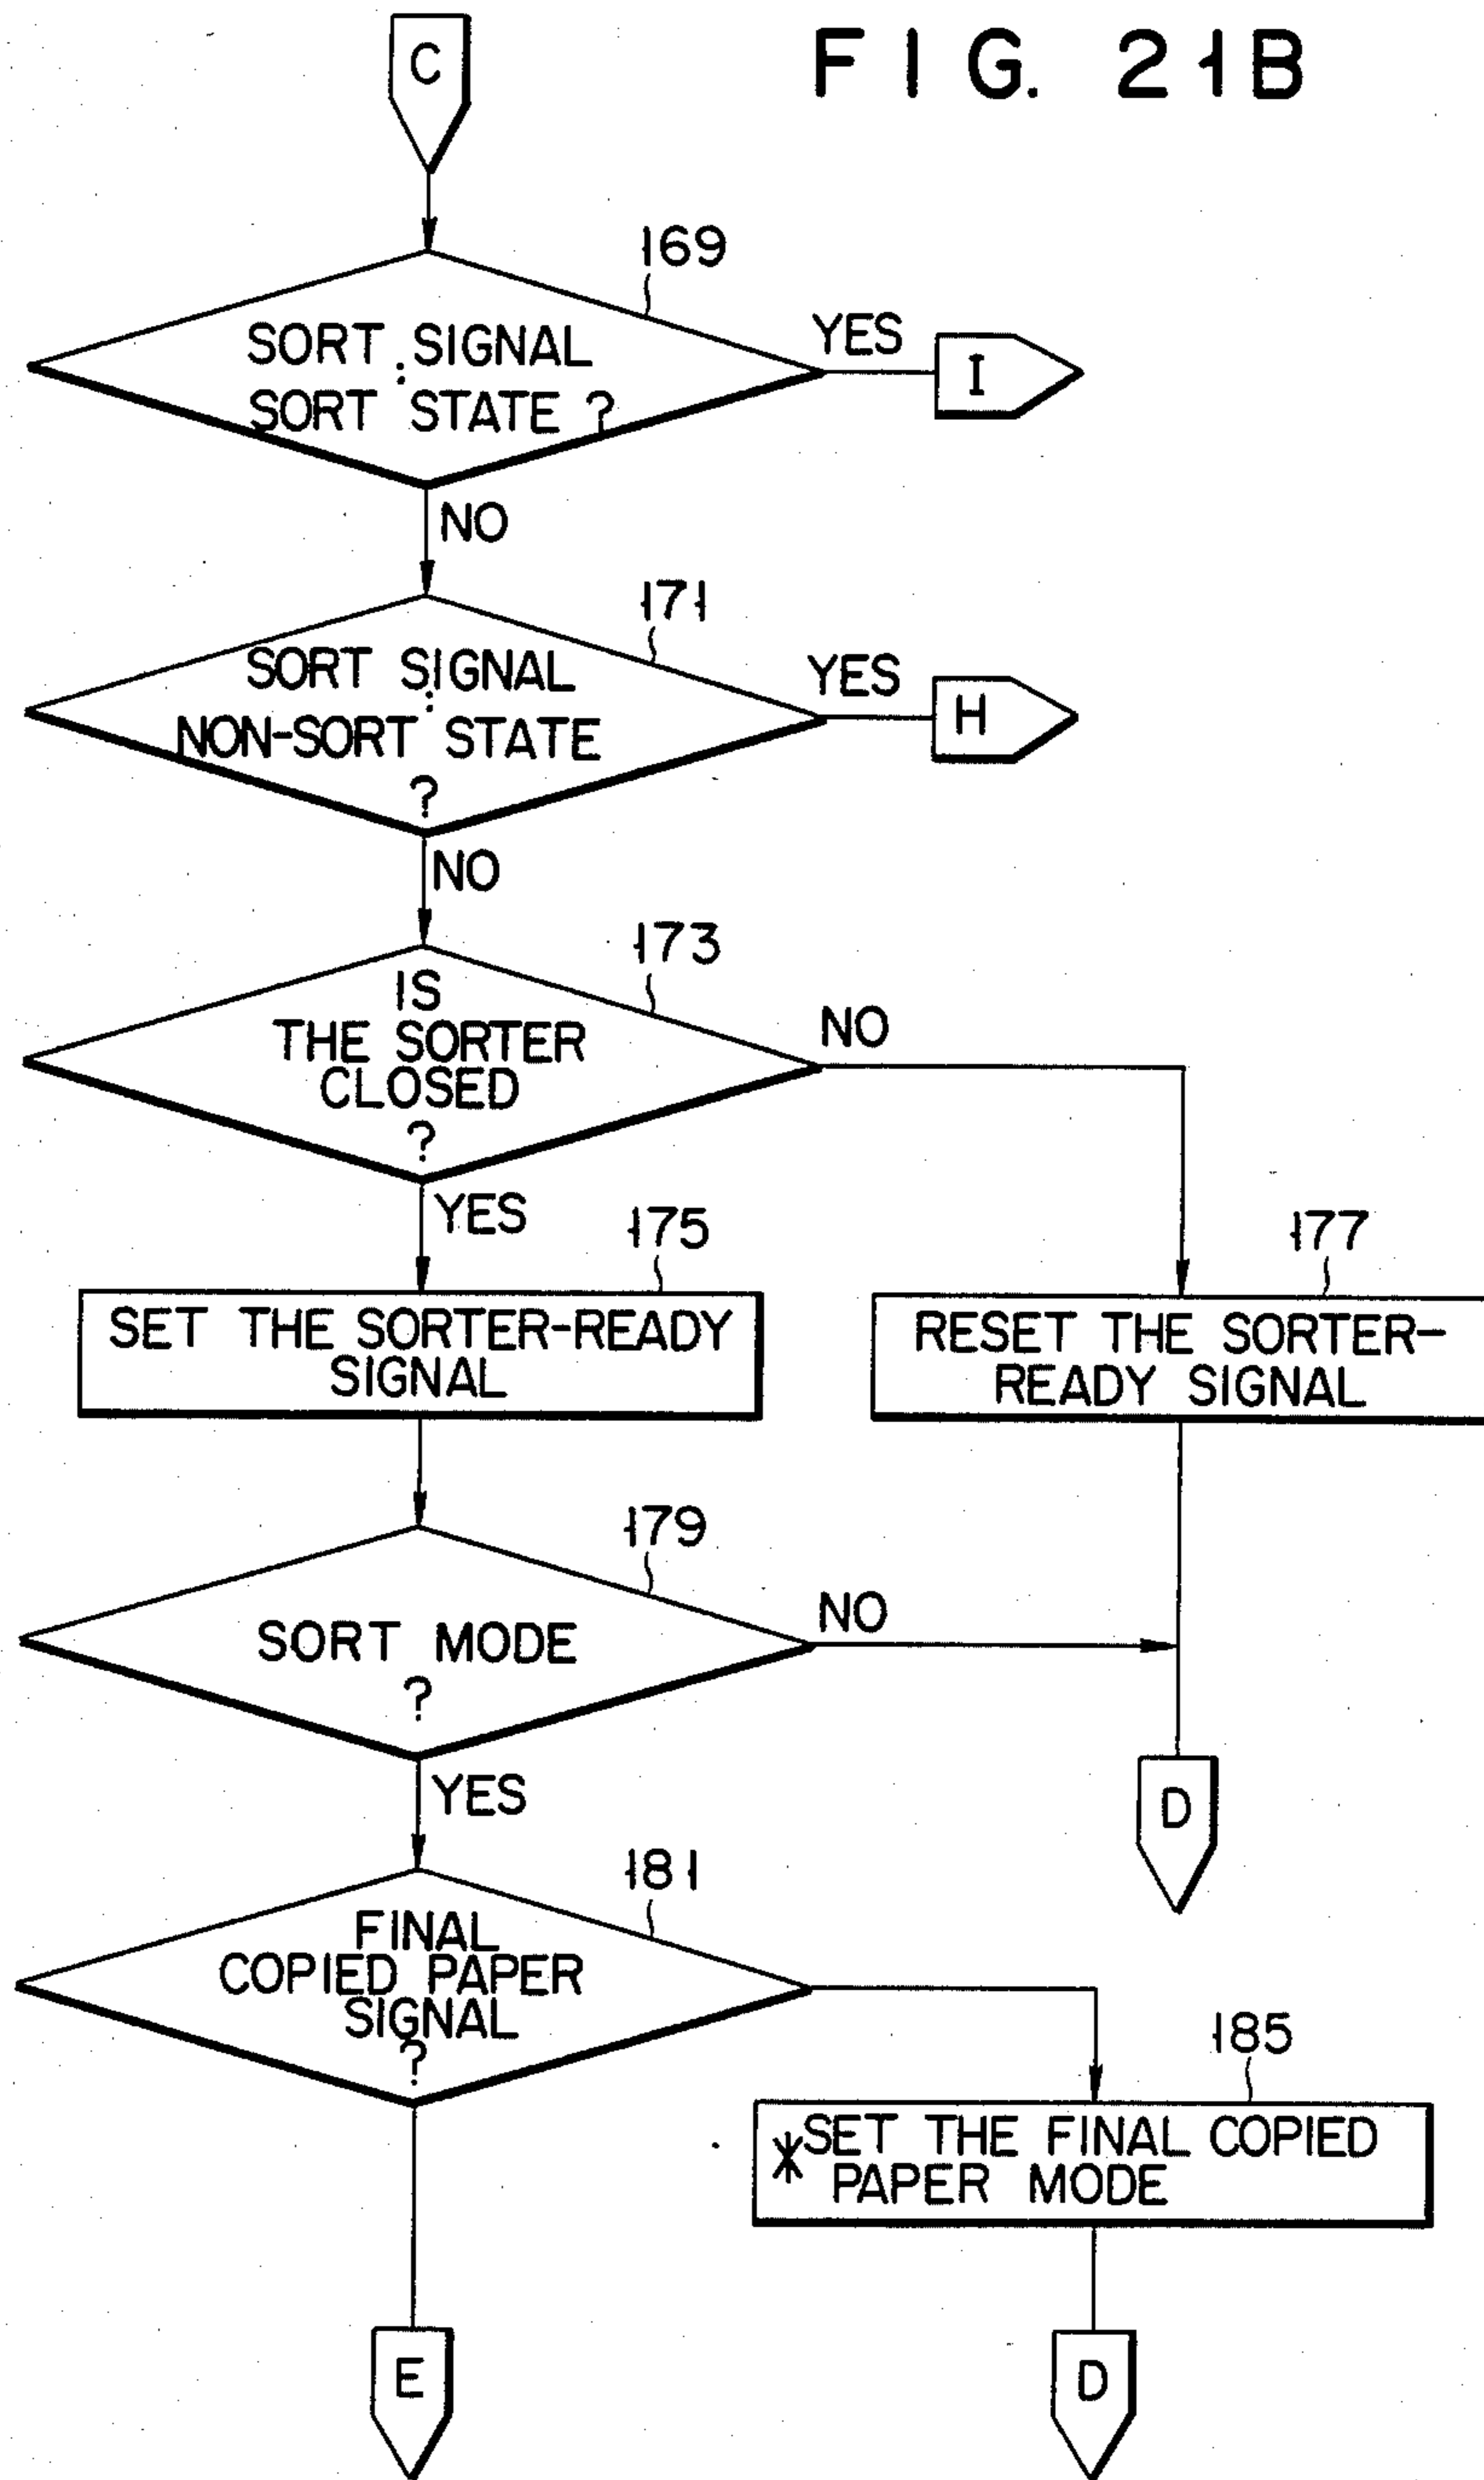 FIG. 21B
C
169
SORT SIGNAL
:
SORT STATE ?
YES
I
NO
171
SORT SIGNAL
:
NON-SORT STATE
?
YES
H
NO
173
IS
THE SORTER
CLOSED
?
NO
YES
175
177
SET THE SORTER-READY
SIGNAL
RESET THE SORTER-
READY SIGNAL
179
SORT MODE
?
NO
YES
D
181
FINAL
COPIED PAPER
SIGNAL
?
185
*SET THE FINAL COPIED
PAPER MODE
E
D